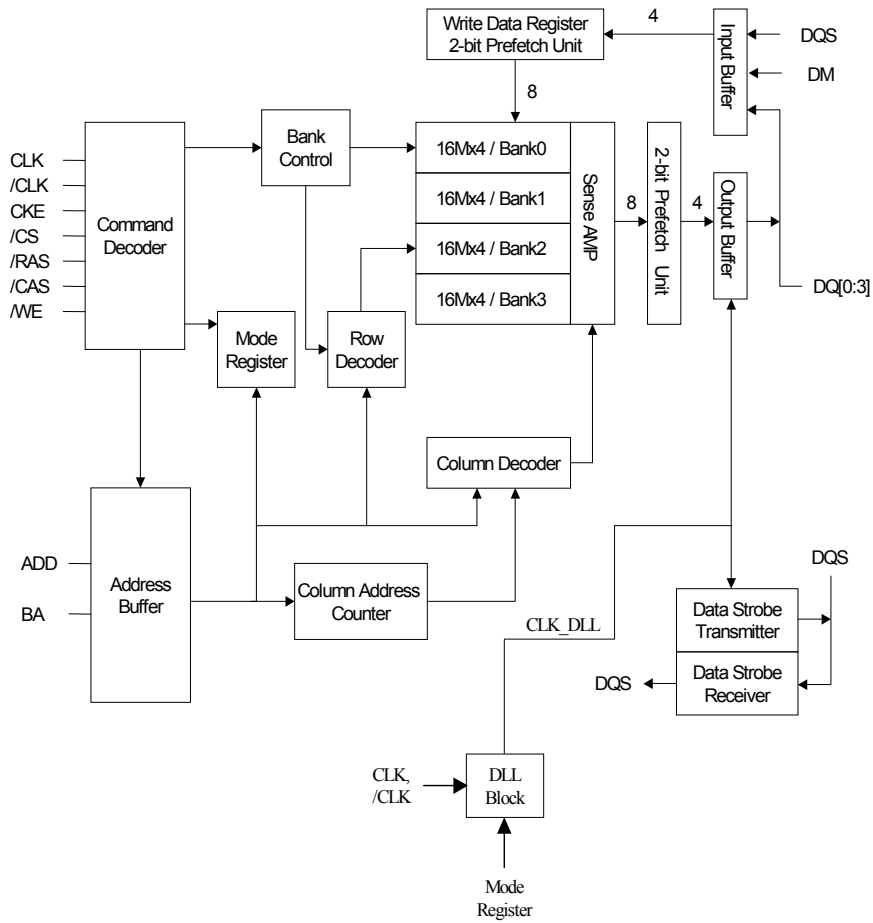 Write Data Register
2-bit Prefetch Unit
4
Input Buffer
DQS
DM
8
Bank
Control
16Mx4 / Bank0
16Mx4 / Bank1
16Mx4 / Bank2
16Mx4 / Bank3
Sense AMP
8
2-bit Prefetch Unit
4
Output Buffer
DQ[0:3]
CLK
/CLK
CKE
/CS
/RAS
/CAS
/WE
Command
Decoder
Mode
Register
Row
Decoder
Column Decoder
ADD
BA
Address
Buffer
Column Address
Counter
CLK_DLL
DQS
Data Strobe
Transmitter
Data Strobe
Receiver
DQS
CLK,
/CLK
DLL
Block
Mode
Register